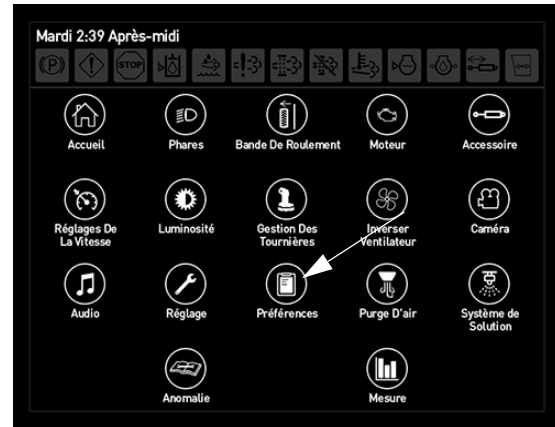 Mardi 2:39 Après-midi
P STOP
Accueil Phares Bande De Roulement Moteur Accessoire
Réglages De La Vitesse Luminosité Gestion Des Tournières Inverser Ventilateur Caméra
Audio Réglage Préférences Purge D'air Système de Solution
Anomalie Mesure